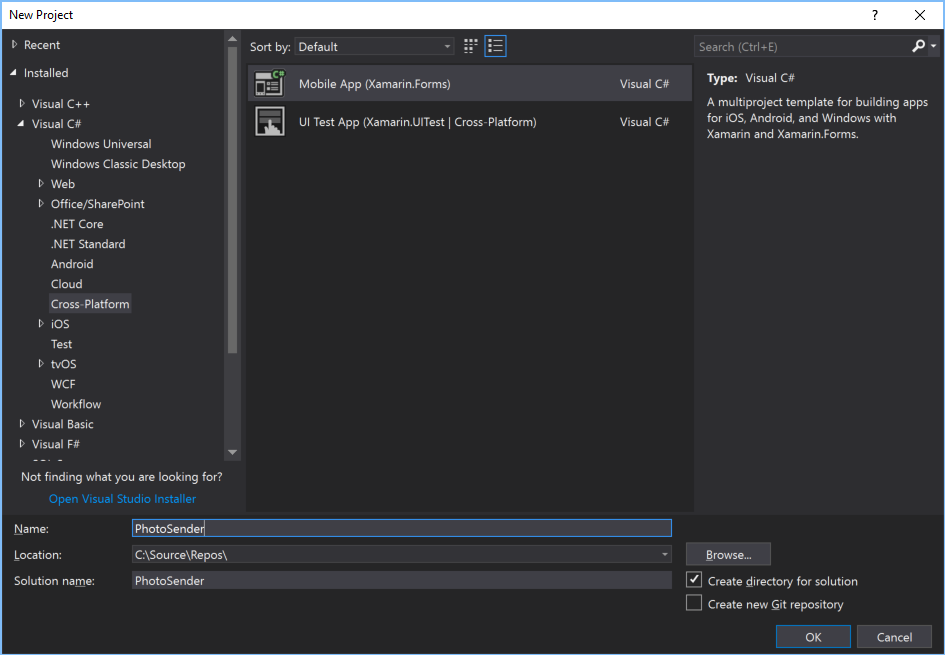 New Project
?
Recent
Installed
Visual C++
Visual C#
Windows Universal
Windows Classic Desktop
Web
Office/SharePoint
.NET Core
.NET Standard
Android
Cloud
Cross-Platform
iOS
Test
tvOS
WCF
Workflow
Visual Basic
Visual F#
Not finding what you are looking for?
Open Visual Studio Installer
Sort by: Default
Mobile App (Xamarin.Forms) Visual C#
UI Test App (Xamarin.UITest | Cross-Platform) Visual C#
Search (Ctrl+E)
Type: Visual C#
A multiproject template for building apps
for iOS, Android, and Windows with
Xamarin and Xamarin.Forms.
Name: PhotoSender
Location: C:\Source\Repos\ Browse...
Solution name: PhotoSender
Create directory for solution
Create new Git repository
OK Cancel